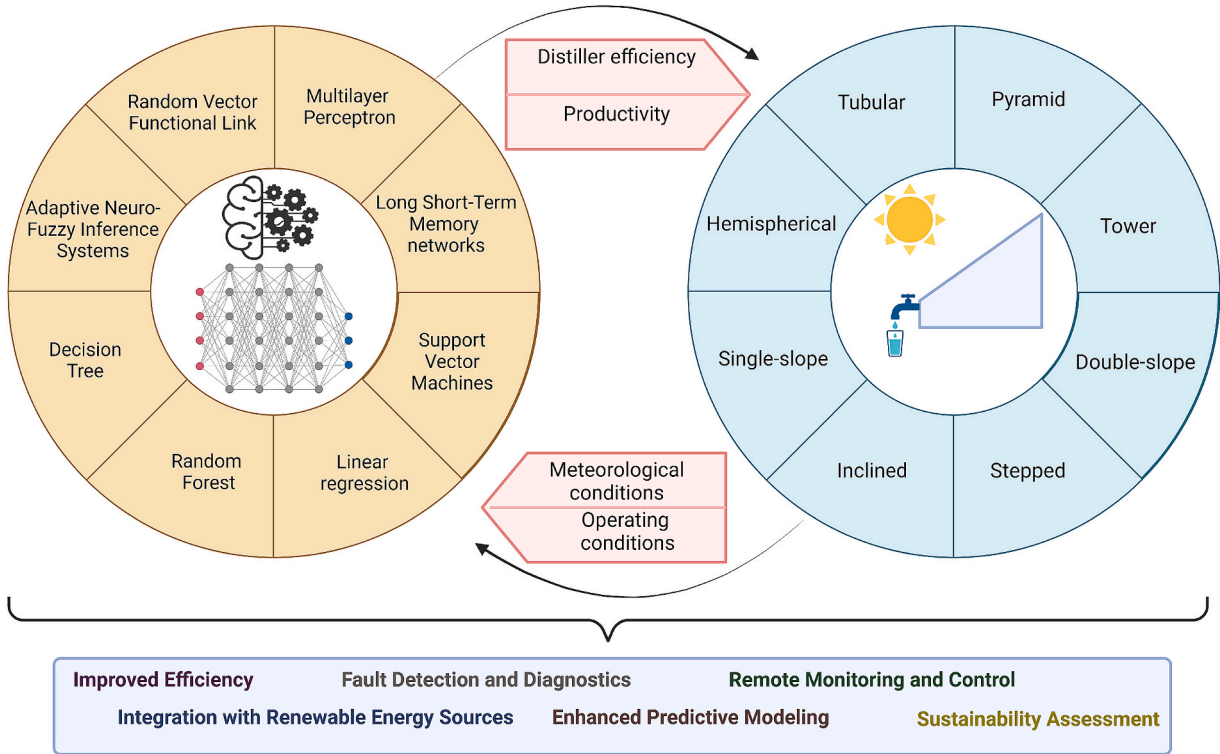 Random Vector
Functional Link
Multilayer
Perceptron
Long Short-Term
Memory
networks
Support
Vector
Machines
Linear
regression
Random
Forest
Decision
Tree
Adaptive Neuro-
Fuzzy Inference
Systems
Distiller efficiency
Productivity
Meteorological
conditions
Operating
conditions
Tubular
Pyramid
Tower
Double-slope
Stepped
Inclined
Single-slope
Hemispherical
Improved Efficiency
Fault Detection and Diagnostics
Remote Monitoring and Control
Integration with Renewable Energy Sources
Enhanced Predictive Modeling
Sustainability Assessment